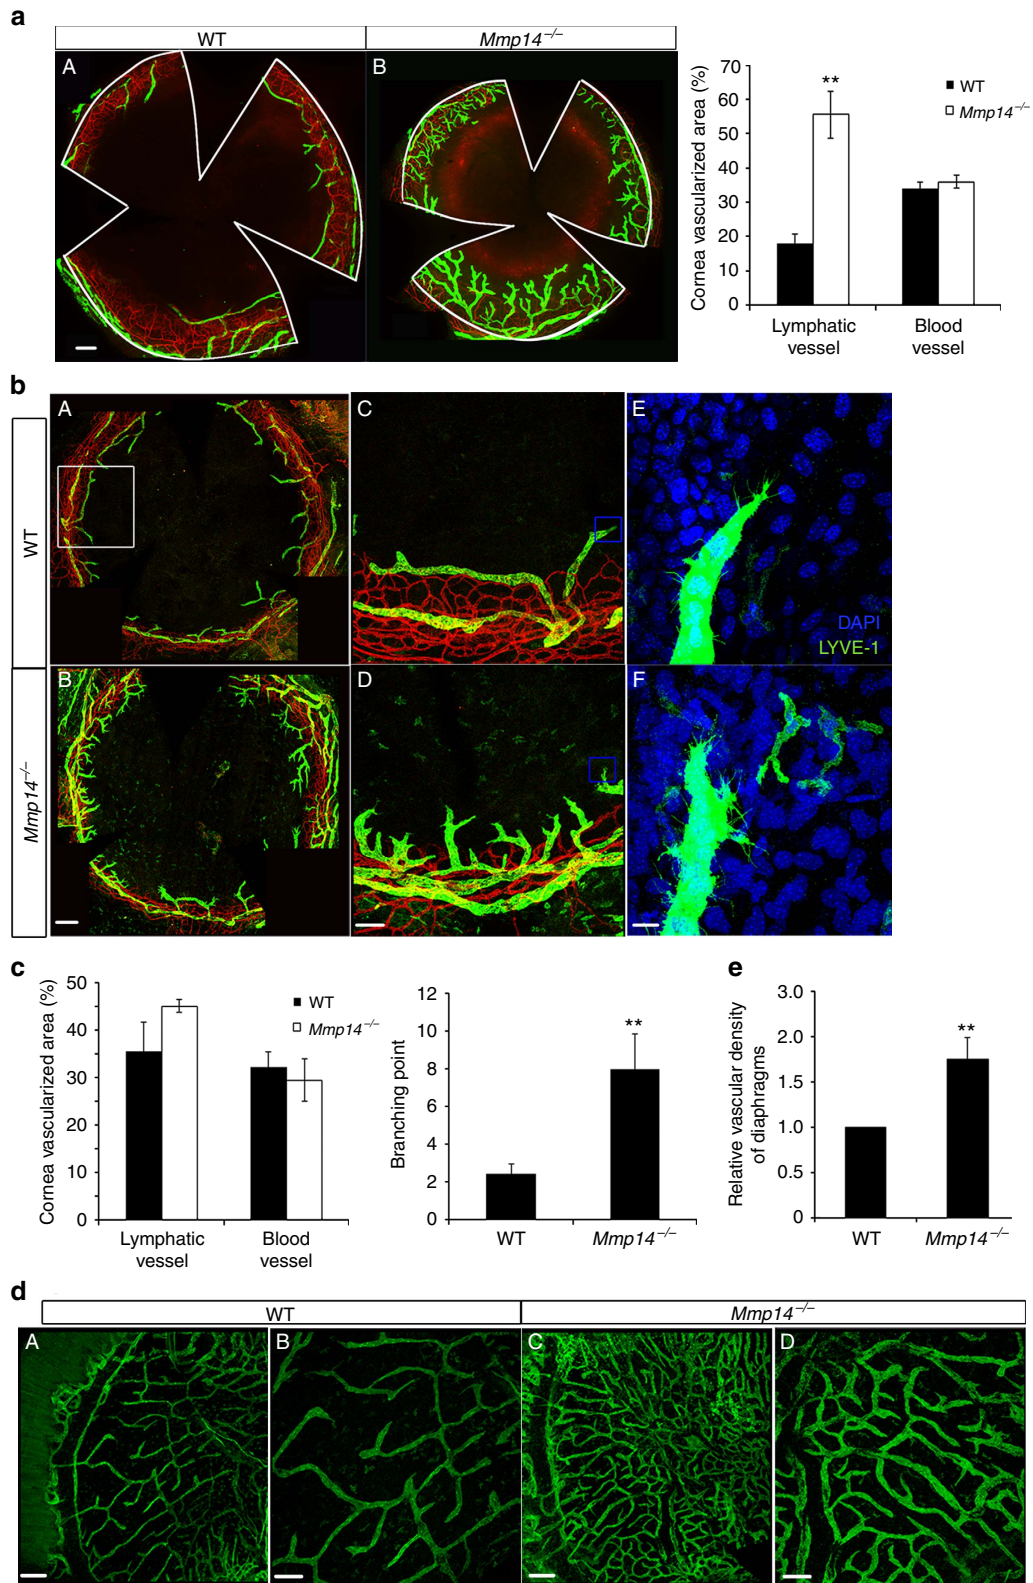 a
WT
Mmp14−/−
A
B
Cornea vascularized area (%)
70
60
50
40
30
20
10
0
**
WT
Mmp14−/−
Lymphatic
vessel
Blood
vessel
b
WT
Mmp14−/−
A
C
E
DAPI
LYVE-1
B
D
F
c
Cornea vascularized area (%)
50
40
30
20
10
0
WT
Mmp14−/−
Lymphatic
vessel
Blood
vessel
Branching point
12
10
8
6
4
2
0
**
WT
Mmp14−/−
e
Relative vascular density
of diaphragms
3.0
2.0
1.5
1.0
0.5
0
**
WT
Mmp14−/−
d
WT
Mmp14−/−
A
B
C
D